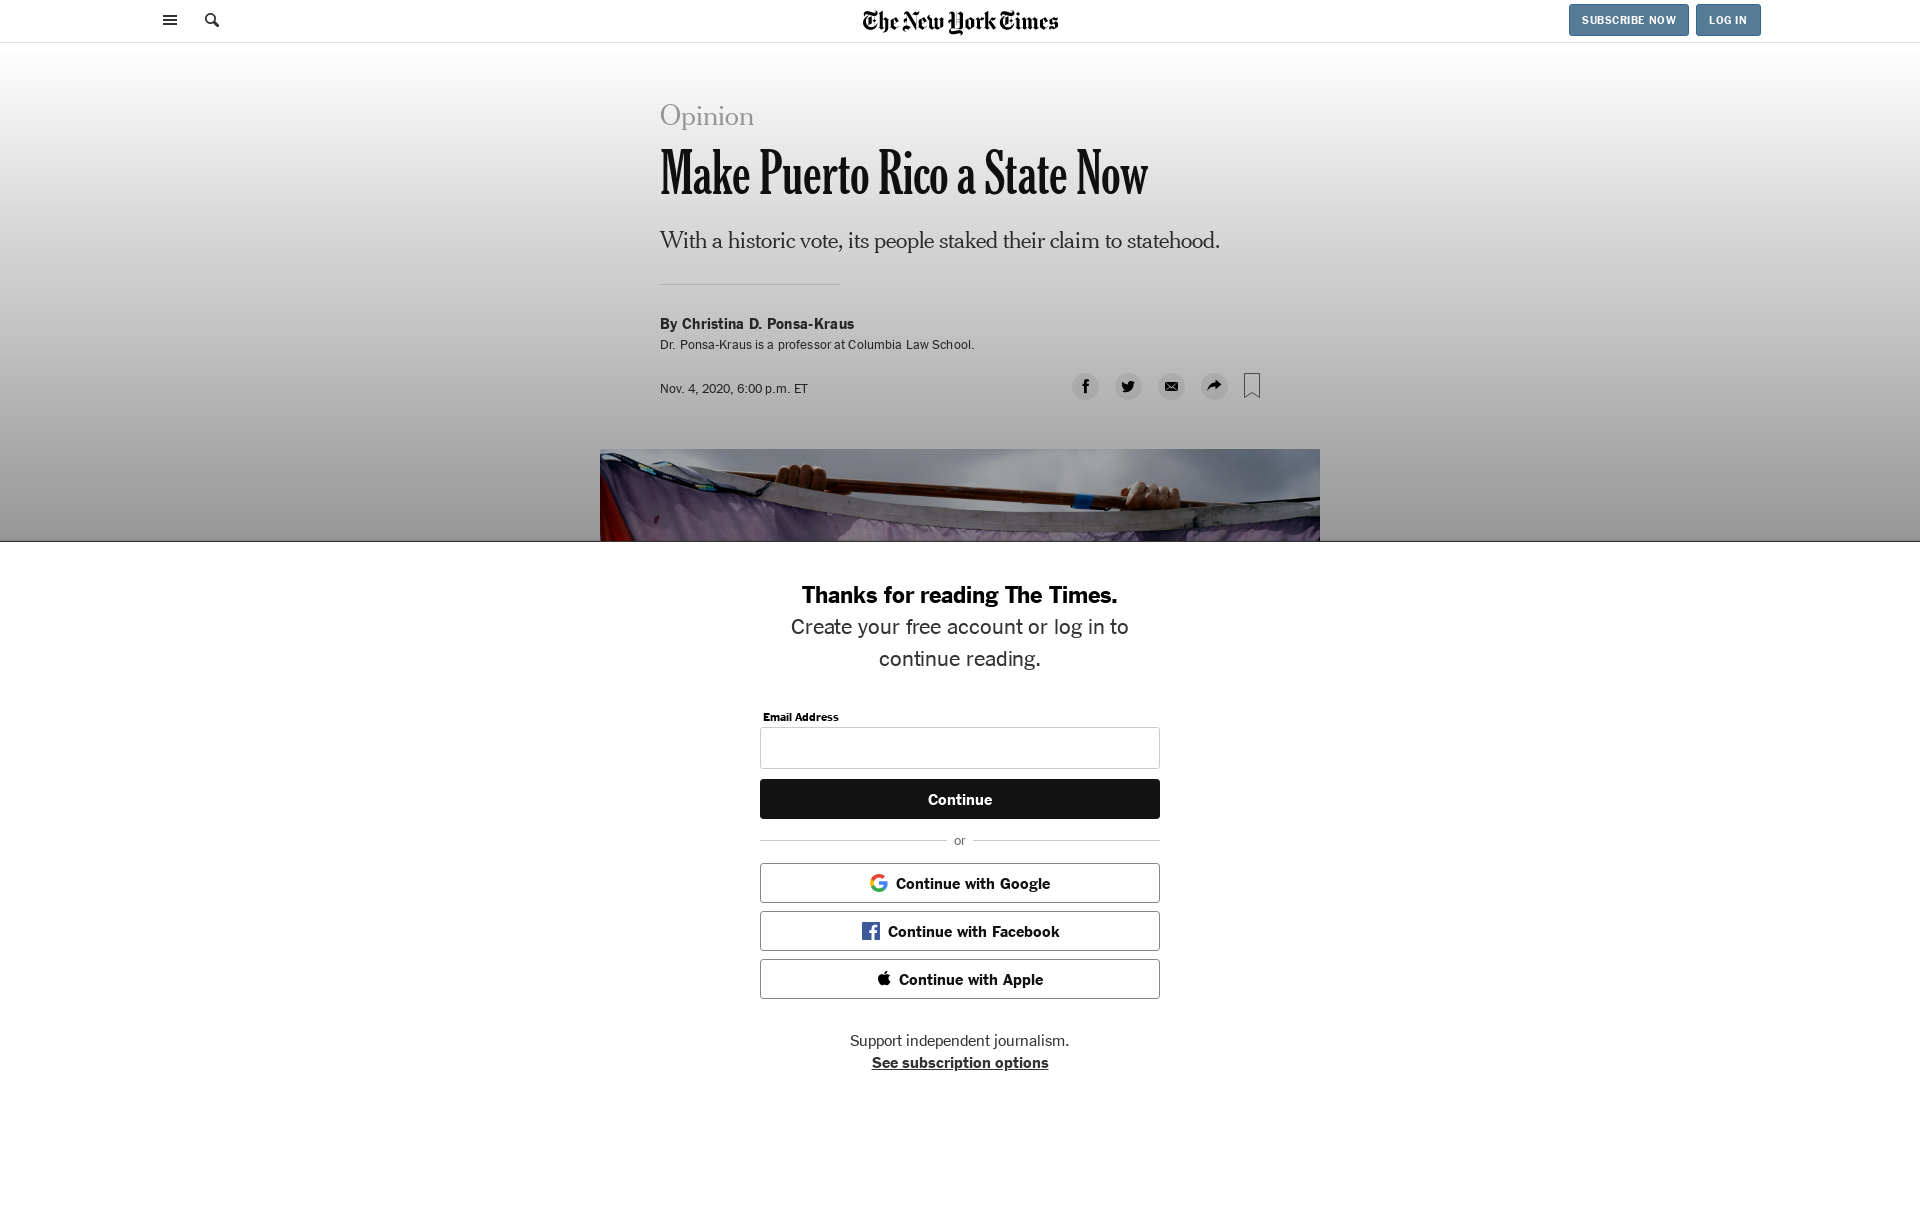 The New York Times
SUBSCRIBE NOW
LOG IN
Opinion
Make Puerto Rico a State Now
With a historic vote, its people staked their claim to statehood.
By Christina D. Ponsa-Kraus
Dr. Ponsa-Kraus is a professor at Columbia Law School.
Nov. 4, 2020, 6:00 p.m. ET
Thanks for reading The Times.
Create your free account or log in to
continue reading.
Email Address
Continue
or
Continue with Google
Continue with Facebook
Continue with Apple
Support independent journalism.
See subscription options